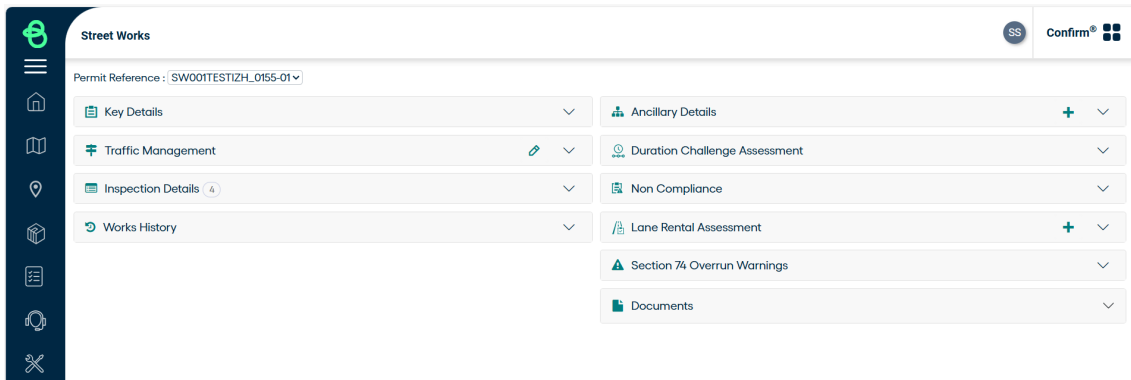 Street Works
SS
Confirm®
Permit Reference : SW001TESTIZH_0155-01
Key Details
Traffic Management
Inspection Details 4
Works History
Ancillary Details
Duration Challenge Assessment
Non Compliance
Lane Rental Assessment
Section 74 Overrun Warnings
Documents